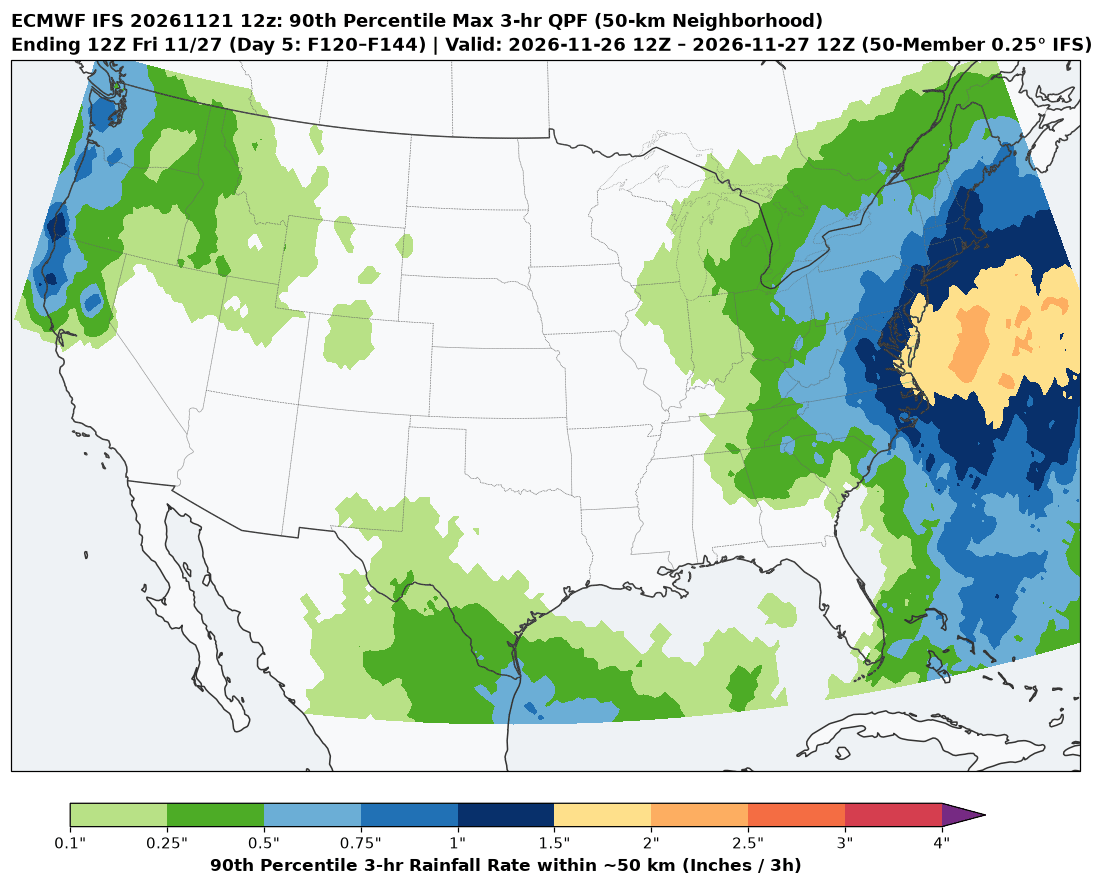 ECMWF IFS 20261121 12z: 90th Percentile Max 3-hr QPF (50-km Neighborhood)
Ending 12Z Fri 11/27 (Day 5: F120–F144) | Valid: 2026-11-26 12Z – 2026-11-27 12Z (50-Member 0.25° IFS)
0.1" 0.25" 0.5" 0.75" 1" 1.5" 2" 2.5" 3" 4"
90th Percentile 3-hr Rainfall Rate within ~50 km (Inches / 3h)